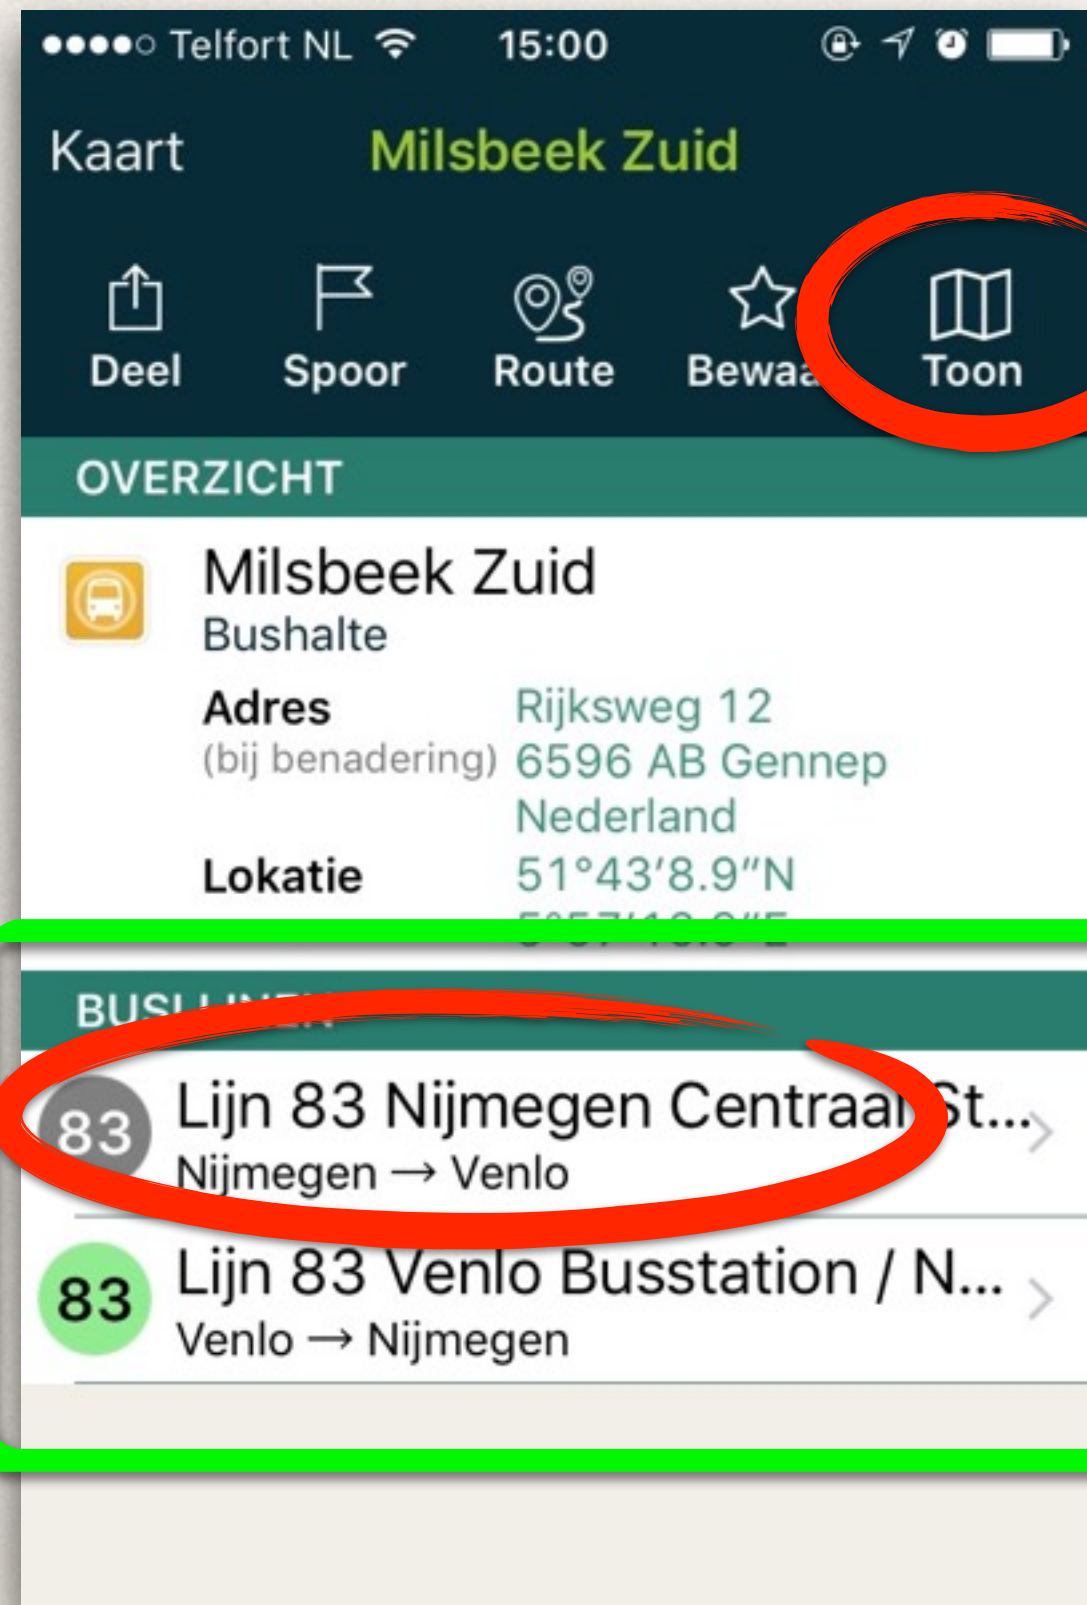 Telfort NL 15:00
Kaart Milsbeek Zuid
Deel Spoor Route Bewaa Toon
OVERZICHT
Milsbeek Zuid
Bushalte
Adres Rijksweg 12
(bij benadering) 6596 AB Gennep
Nederland
Lokatie 51°43'8.9"N
BUSLIJNEN
83 Lijn 83 Nijmegen Centraal St...
Nijmegen → Venlo
83 Lijn 83 Venlo Busstation / N...
Venlo → Nijmegen